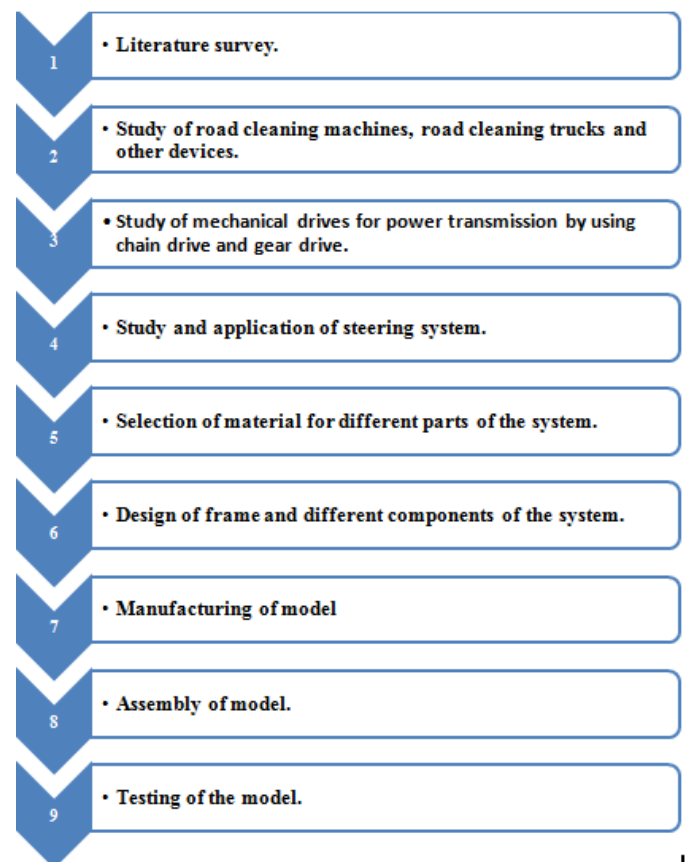 1
• Literature survey.
2
• Study of road cleaning machines, road cleaning trucks and
other devices.
3
• Study of mechanical drives for power transmission by using
chain drive and gear drive.
4
• Study and application of steering system.
5
• Selection of material for different parts of the system.
6
• Design of frame and different components of the system.
7
• Manufacturing of model
8
• Assembly of model.
9
• Testing of the model.